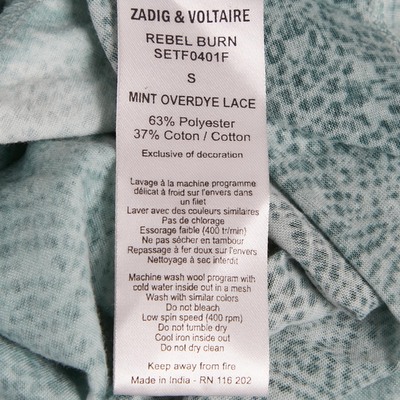 ZADIG & VOLTAIRE
REBEL BURN
SETF0401F
S
MINT OVERDYE LACE
63% Polyester
37% Coton / Cotton
Exclusive of decoration
Lavage à la machine programme
délicat à froid sur l'envers dans
un filet
Laver avec des couleurs similaires
Pas de chlorage
Essorage faible (400 tr/min)
Ne pas sécher en tambour
Repassage à fer doux sur l'envers
Nettoyage à sec interdit
Machine wash wool program with
cold water inside out in a mesh
Wash with similar colors
Do not bleach
Low spin speed (400 rpm)
Do not tumble dry
Cool iron inside out
Do not dry clean
Keep away from fire
Made in India - RN 116 202